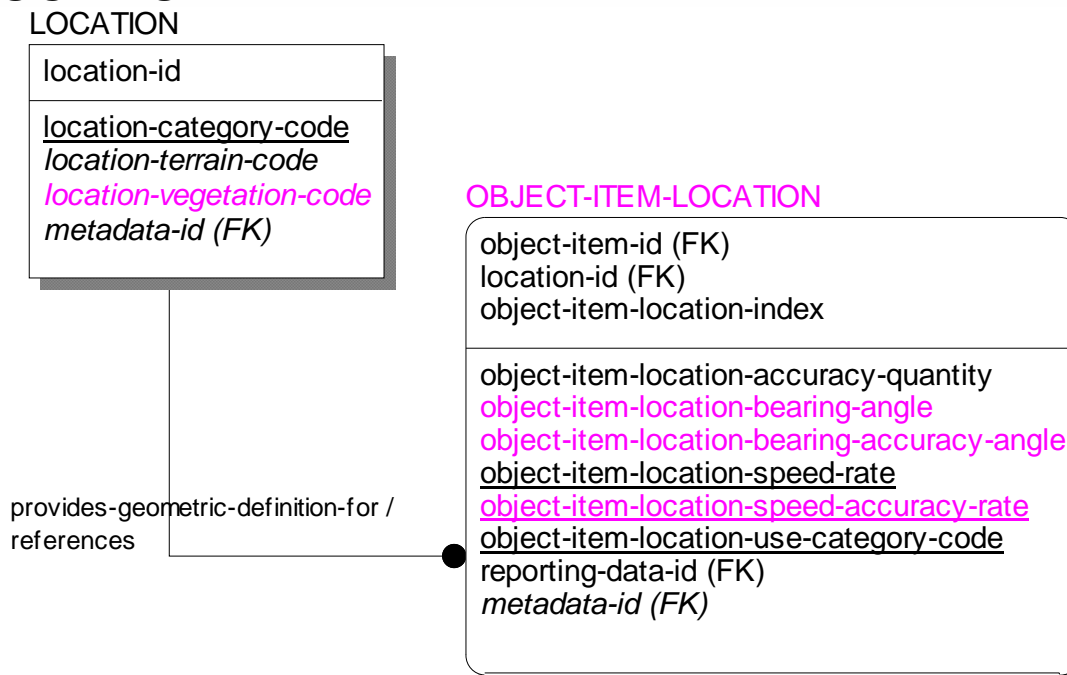 LOCATION
location-id
location-category-code
location-terrain-code
location-vegetation-code
metadata-id (FK)
OBJECT-ITEM-LOCATION
object-item-id (FK)
location-id (FK)
object-item-location-index
object-item-location-accuracy-quantity
object-item-location-bearing-angle
object-item-location-bearing-accuracy-angle
object-item-location-speed-rate
object-item-location-speed-accuracy-rate
object-item-location-use-category-code
reporting-data-id (FK)
metadata-id (FK)
provides-geometric-definition-for /
references